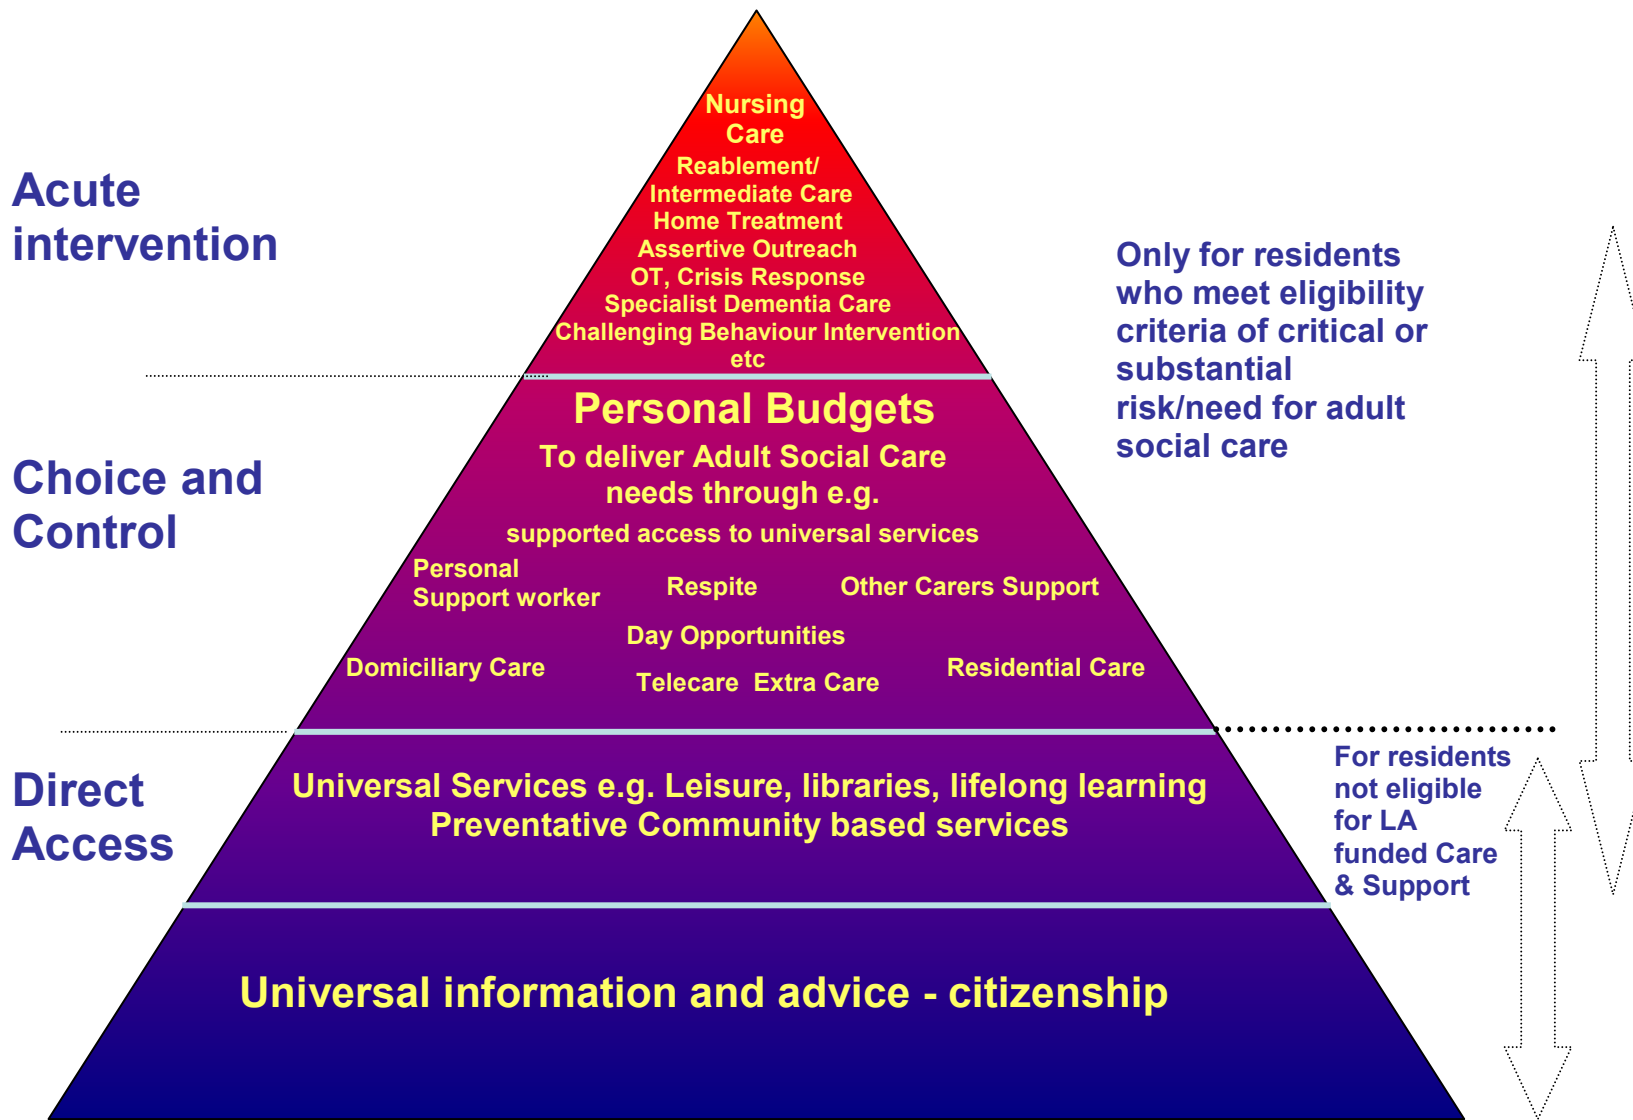 Nursing
Care
Reablement/
Intermediate Care
Home Treatment
Assertive Outreach
OT, Crisis Response
Specialist Dementia Care
Challenging Behaviour Intervention
etc
Acute
intervention
Only for residents
who meet eligibility
criteria of critical or
substantial
risk/need for adult
social care
Personal Budgets
To deliver Adult Social Care
needs through e.g.
supported access to universal services
Choice and
Control
Personal
Support worker
Respite
Other Carers Support
Day Opportunities
Domiciliary Care
Telecare Extra Care
Residential Care
Direct
Access
Universal Services e.g. Leisure, libraries, lifelong learning
Preventative Community based services
For residents
not eligible
for LA
funded Care
& Support
Universal information and advice - citizenship